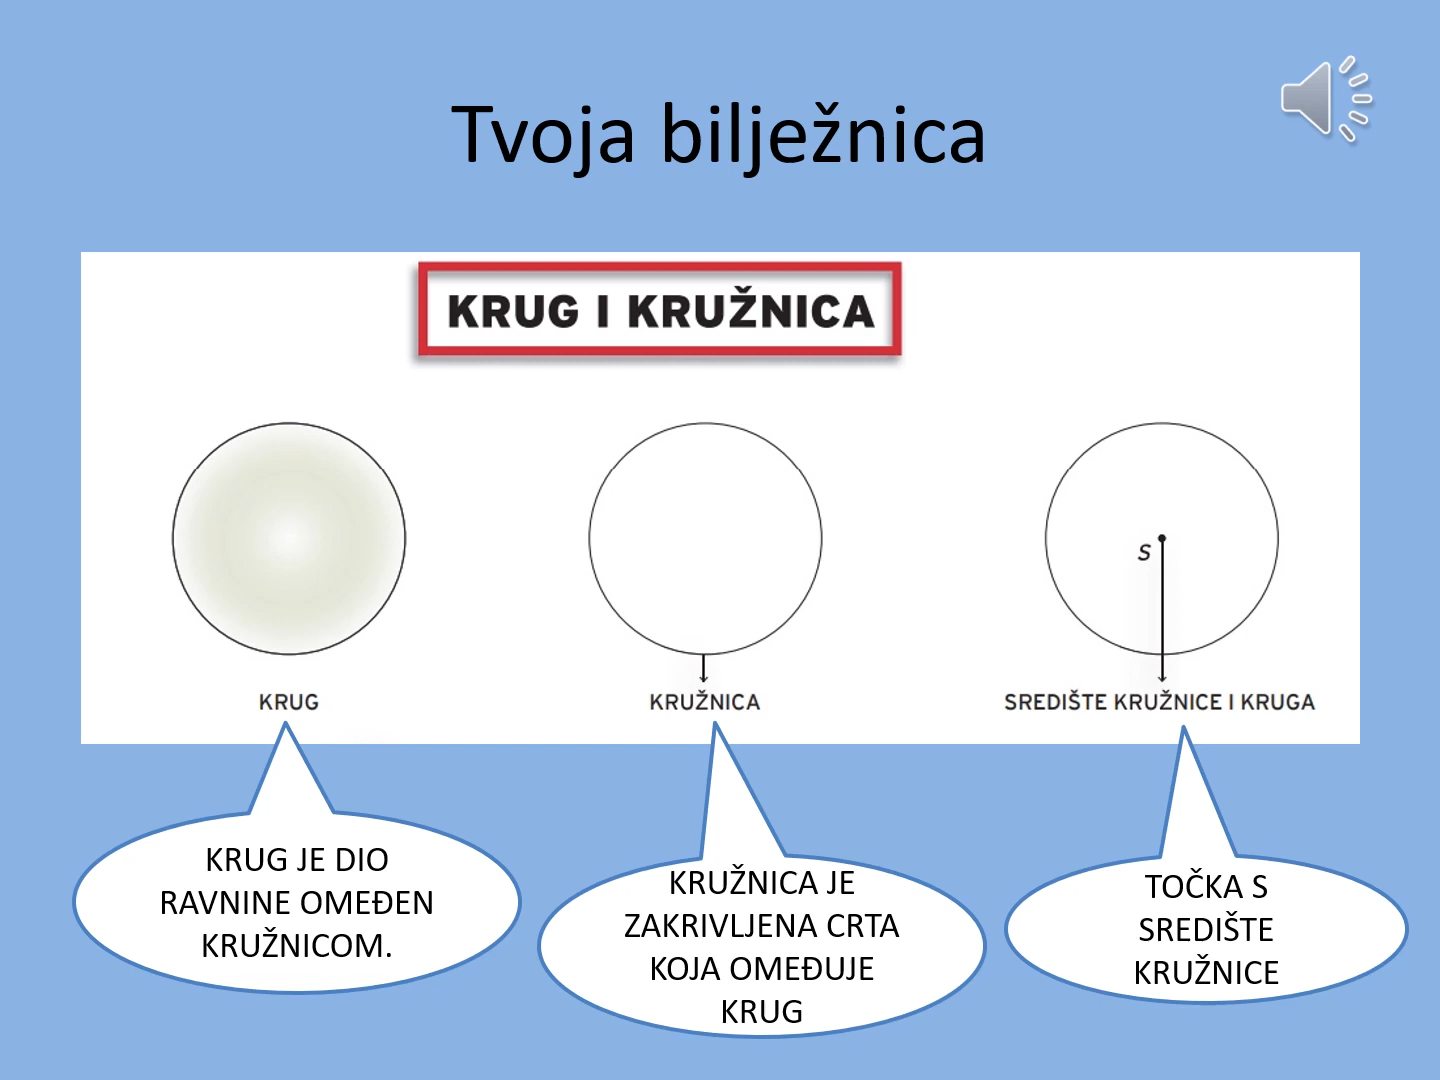 Tvoja bilježnica
KRUG I KRUŽNICA
S
KRUG
KRUŽNICA
SREDIŠTE KRUŽNICE I KRUGA
KRUG JE DIO
RAVNINE OMEĐEN
KRUŽNICOM.
KRUŽNICA JE
ZAKRIVLJENA CRTA
KOJA OMEĐUJE
KRUG
TOČKA S
SREDIŠTE
KRUŽNICE